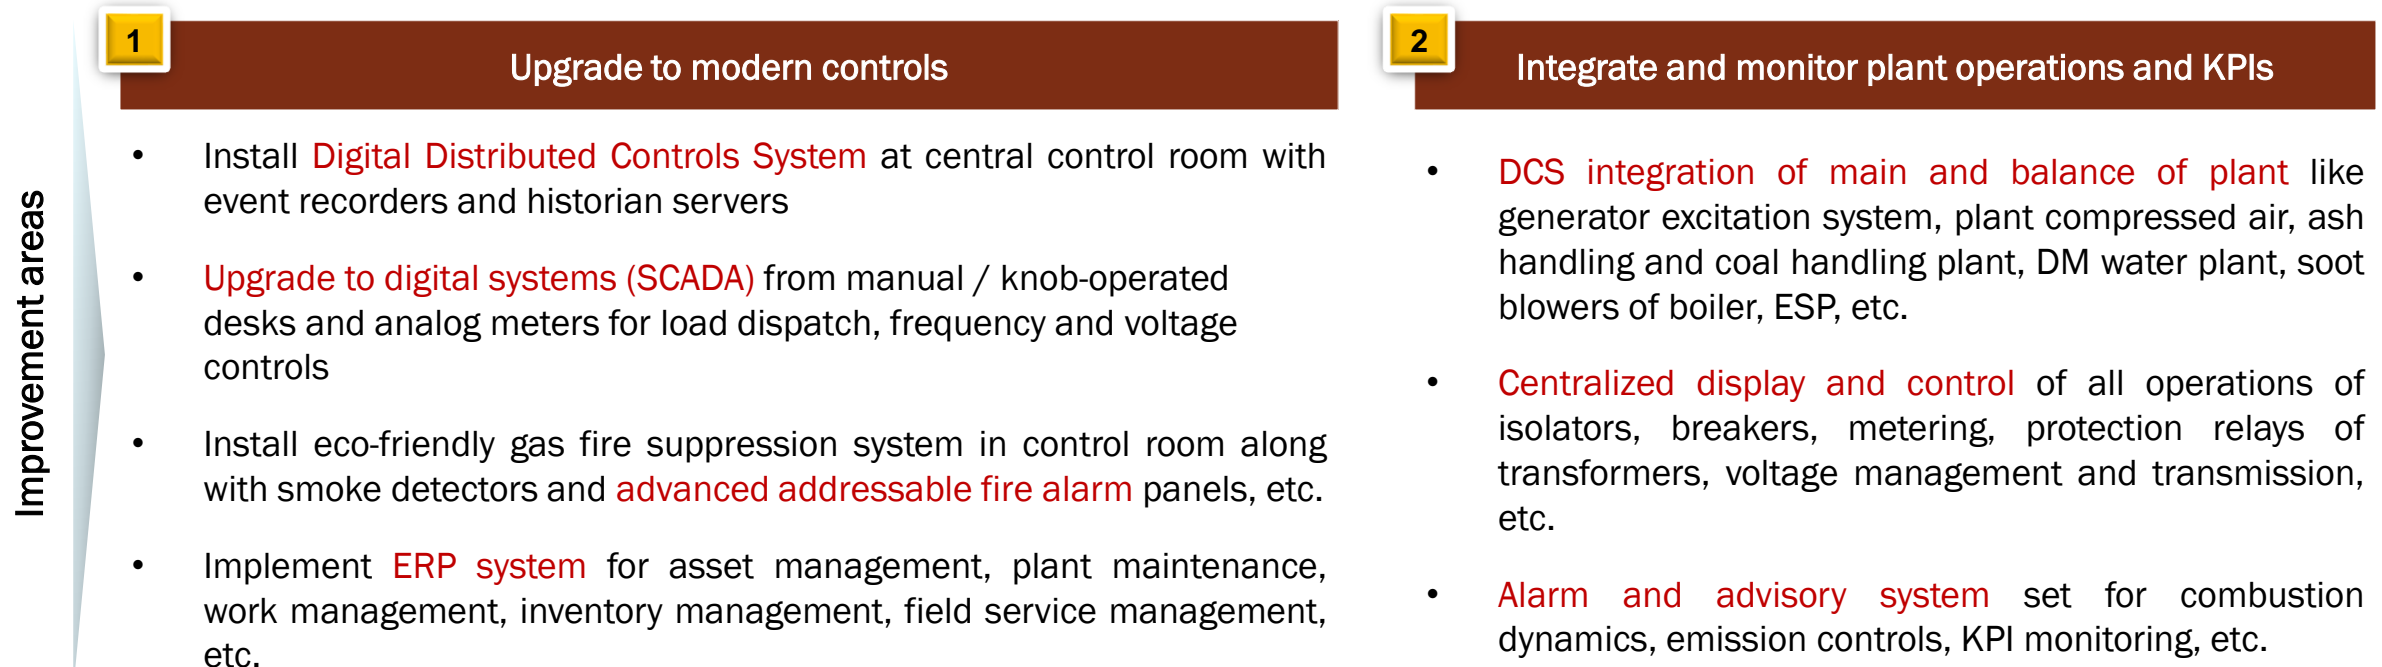 Improvement areas
1
Upgrade to modern controls
• Install Digital Distributed Controls System at central control room with
event recorders and historian servers
• Upgrade to digital systems (SCADA) from manual / knob-operated
desks and analog meters for load dispatch, frequency and voltage
controls
• Install eco-friendly gas fire suppression system in control room along
with smoke detectors and advanced addressable fire alarm panels, etc.
• Implement ERP system for asset management, plant maintenance,
work management, inventory management, field service management,
etc.
2
Integrate and monitor plant operations and KPIs
• DCS integration of main and balance of plant like
generator excitation system, plant compressed air, ash
handling and coal handling plant, DM water plant, soot
blowers of boiler, ESP, etc.
• Centralized display and control of all operations of
isolators, breakers, metering, protection relays of
transformers, voltage management and transmission,
etc.
• Alarm and advisory system set for combustion
dynamics, emission controls, KPI monitoring, etc.